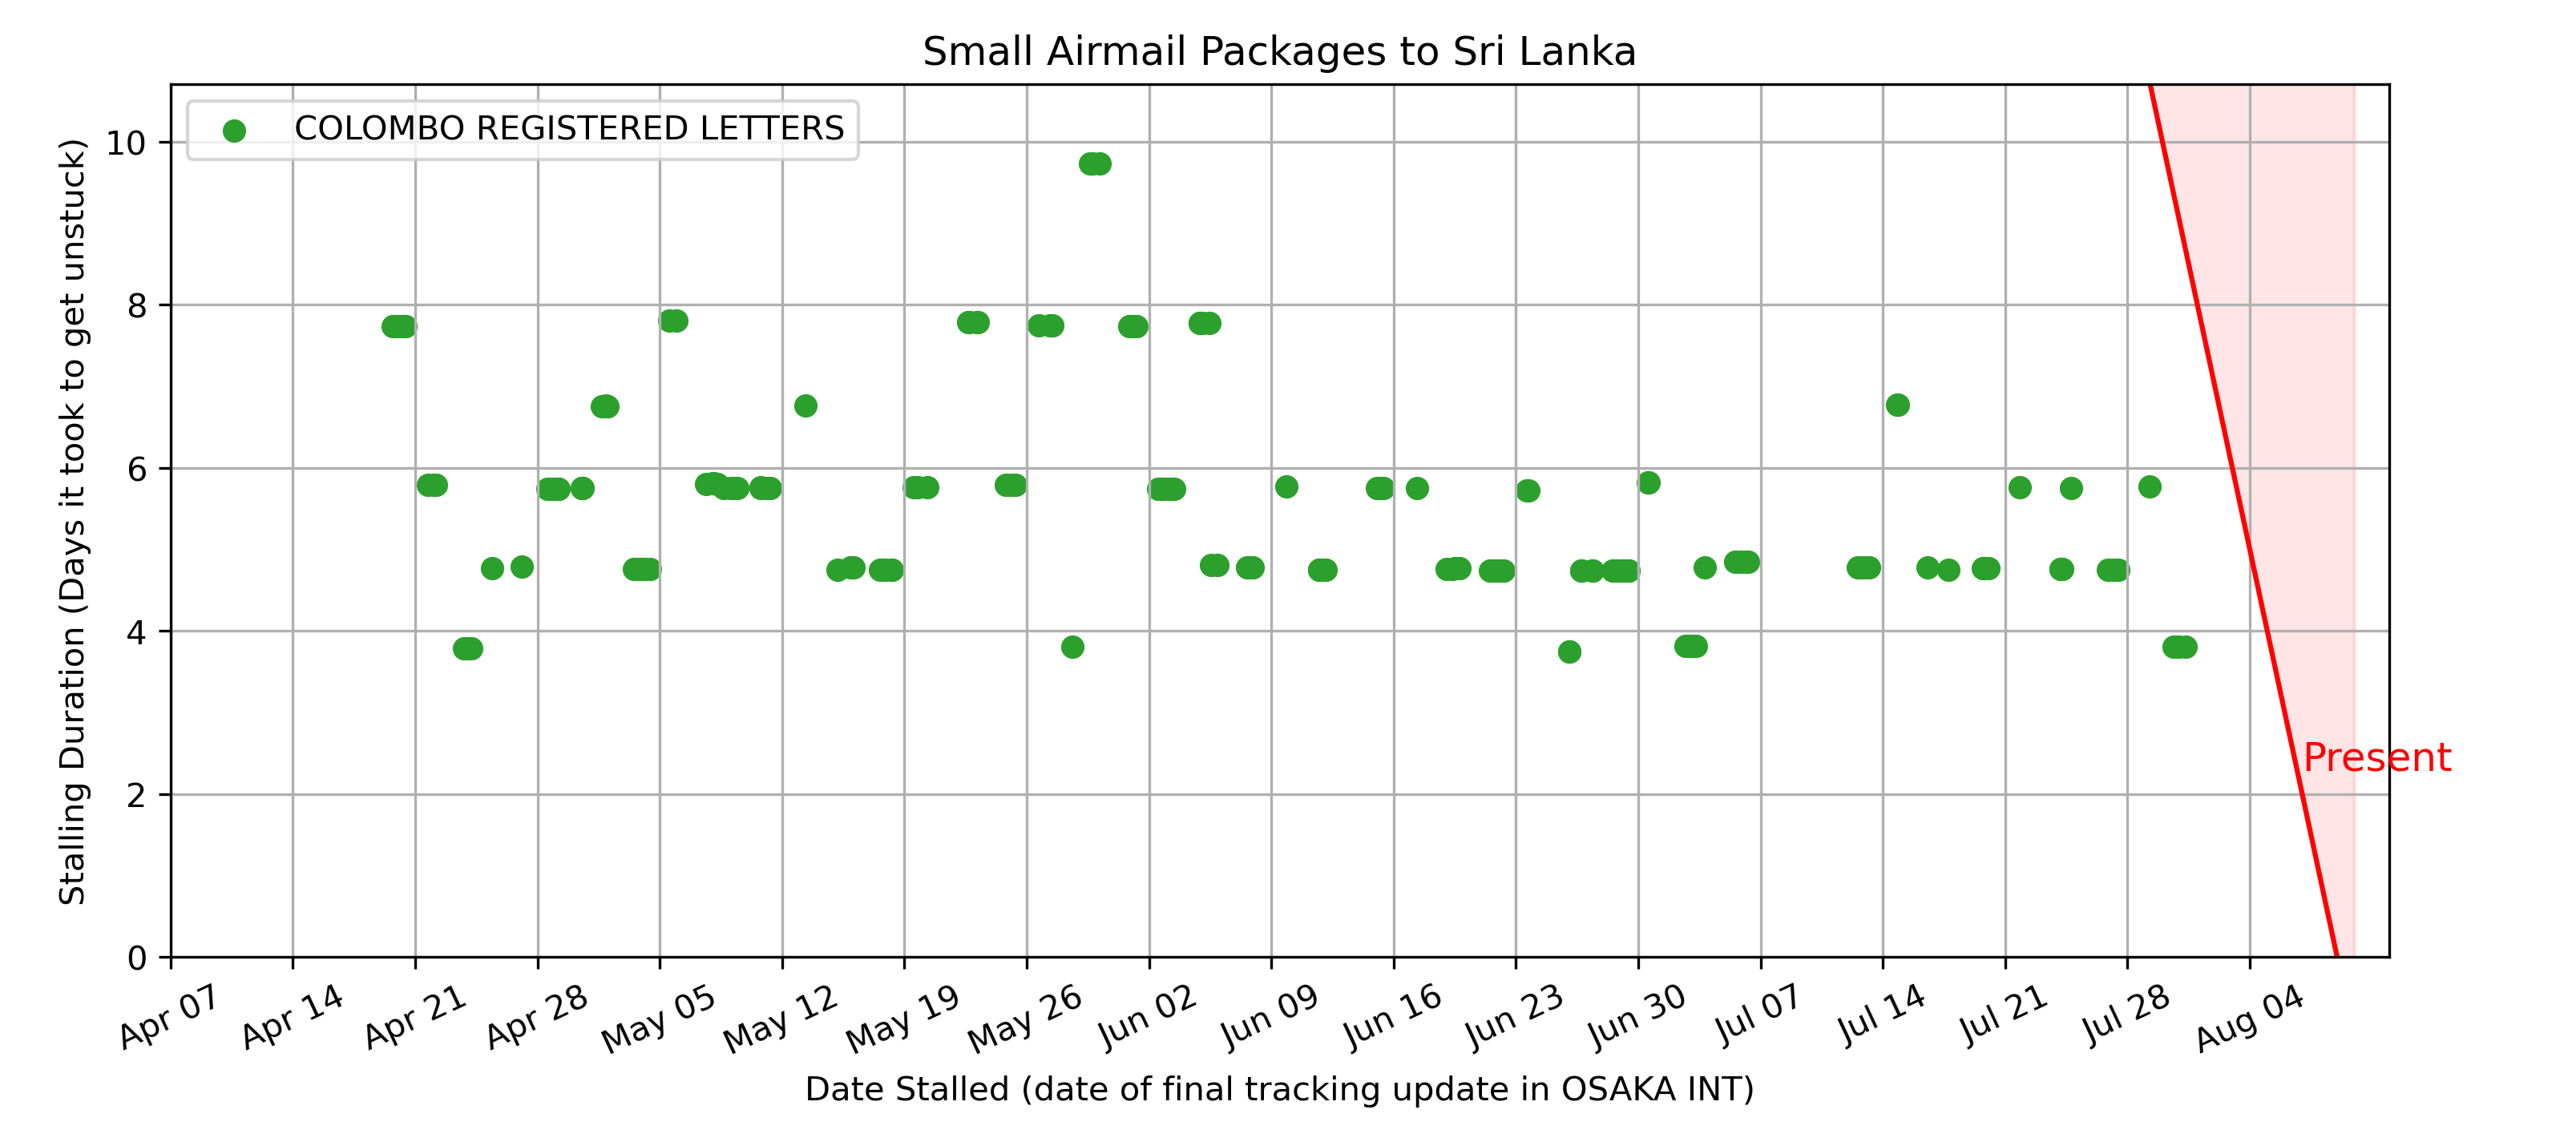 Small Airmail Packages to Sri Lanka
COLOMBO REGISTERED LETTERS
Stalling Duration (Days it took to get unstuck)
10
8
6
4
2
0
Present
Apr 07 Apr 14 Apr 21 Apr 28 May 05 May 12 May 19 May 26 Jun 02 Jun 09 Jun 16 Jun 23 Jun 30 Jul 07 Jul 14 Jul 21 Jul 28 Aug 04
Date Stalled (date of final tracking update in OSAKA INT)